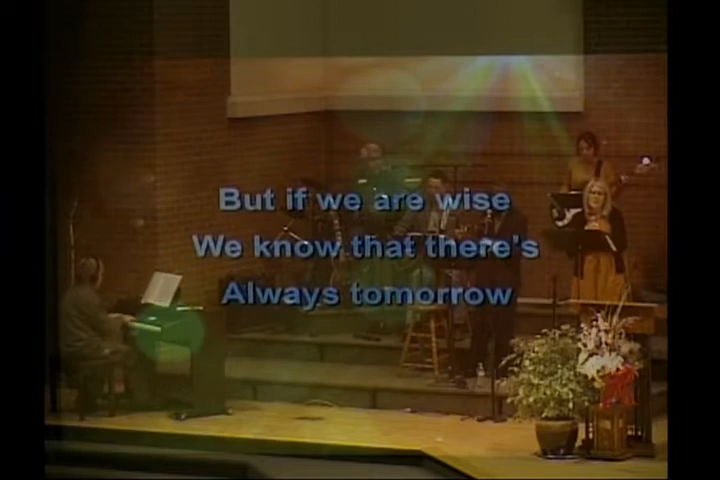 But if we are wise
We know that there's
Always tomorrow